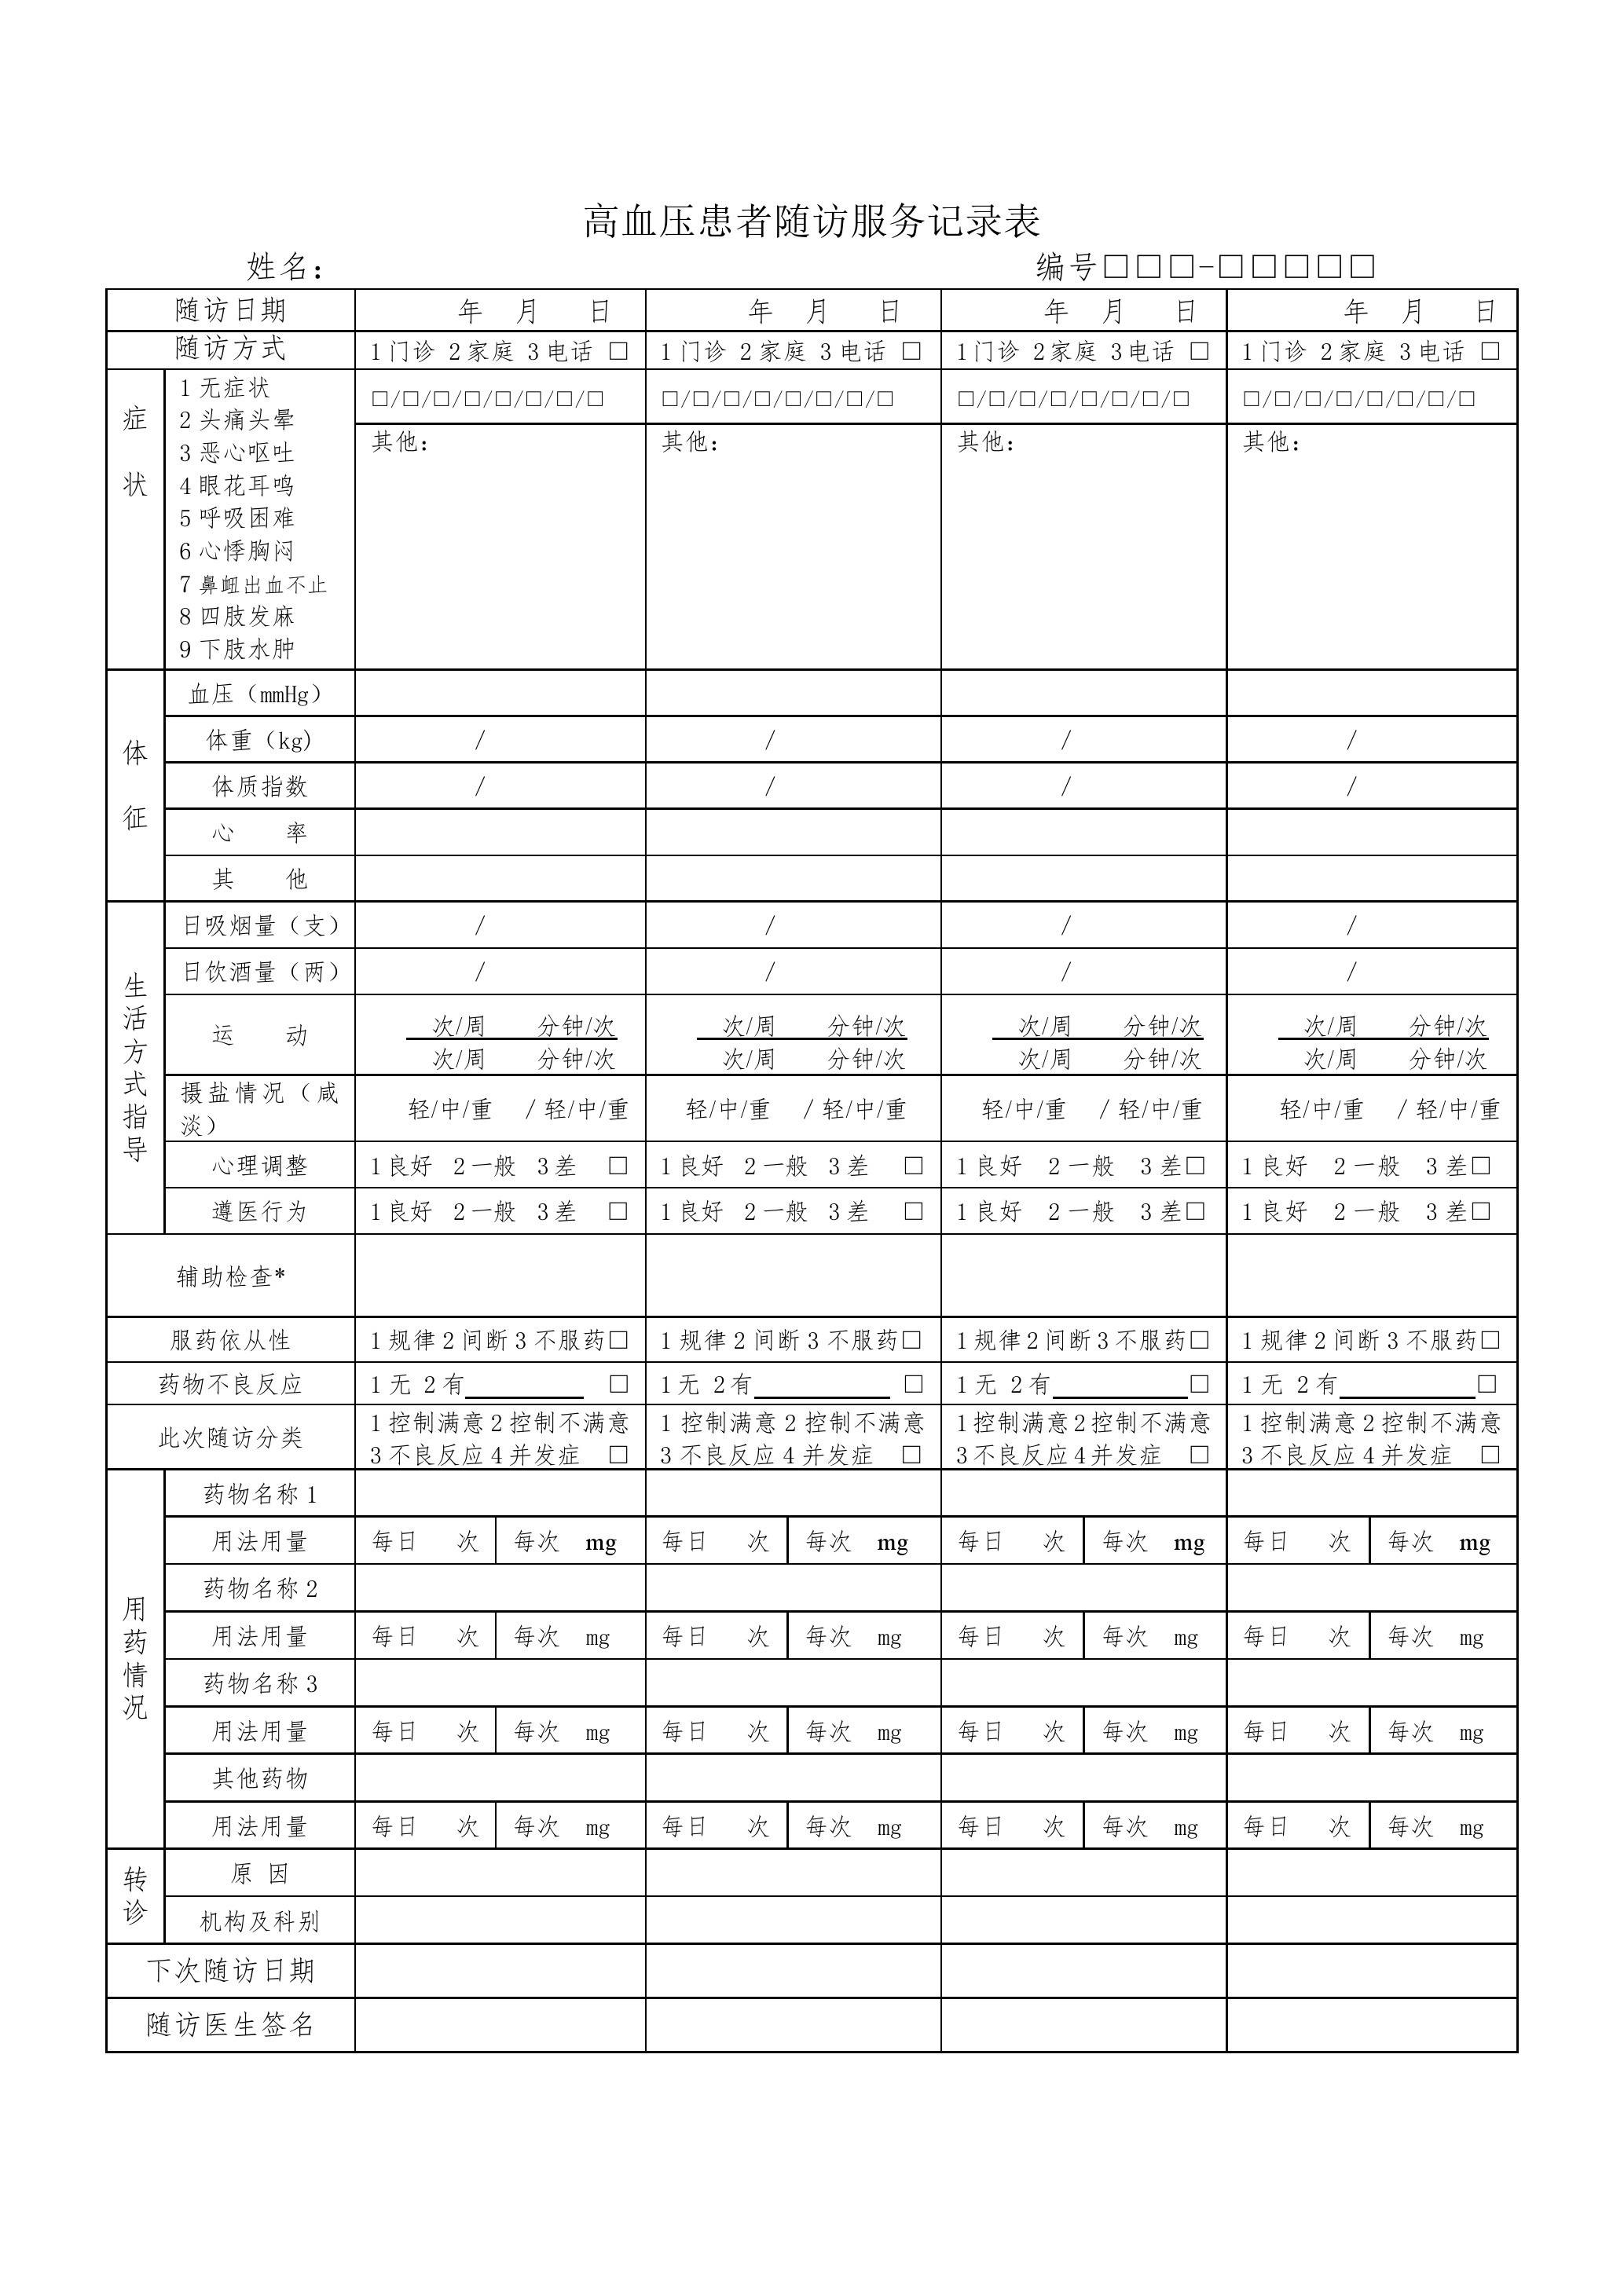 高血压患者随访服务记录表
姓名： 编号□□□-□□□□□
随访日期 年 月 日 年 月 日 年 月 日 年 月 日
随访方式 1门诊 2家庭 3电话 □ 1门诊 2家庭 3电话 □ 1门诊 2家庭 3电话 □ 1门诊 2家庭 3电话 □
症状
1无症状
2头痛头晕
3恶心呕吐
4眼花耳鸣
5呼吸困难
6心悸胸闷
7鼻衄出血不止
8四肢发麻
9下肢水肿
□/□/□/□/□/□/□/□ □/□/□/□/□/□/□/□ □/□/□/□/□/□/□/□ □/□/□/□/□/□/□/□
其他： 其他： 其他： 其他：
体征
血压（mmHg）
体重（kg） / / / /
体质指数 / / / /
心 率
其 他
生活方式指导
日吸烟量（支） / / / /
日饮酒量（两） / / / /
运 动
次/周 分钟/次 次/周 分钟/次 次/周 分钟/次 次/周 分钟/次
次/周 分钟/次 次/周 分钟/次 次/周 分钟/次 次/周 分钟/次
摄盐情况（咸
淡）
轻/中/重 /轻/中/重 轻/中/重 /轻/中/重 轻/中/重 /轻/中/重 轻/中/重 /轻/中/重
心理调整 1良好 2一般 3差 □ 1良好 2一般 3差 □ 1良好 2一般 3差□ 1良好 2一般 3差□
遵医行为 1良好 2一般 3差 □ 1良好 2一般 3差 □ 1良好 2一般 3差□ 1良好 2一般 3差□
辅助检查*
服药依从性 1规律2间断3不服药□ 1规律2间断3不服药□ 1规律2间断3不服药□ 1规律2间断3不服药□
药物不良反应 1无 2有 □ 1无 2有 □ 1无 2有 □ 1无 2有 □
此次随访分类
1控制满意2控制不满意 1控制满意2控制不满意 1控制满意2控制不满意 1控制满意2控制不满意
3不良反应4并发症 □ 3不良反应4并发症 □ 3不良反应4并发症 □ 3不良反应4并发症 □
用药情况
药物名称1
用法用量 每日 次 每次 mg 每日 次 每次 mg 每日 次 每次 mg 每日 次 每次 mg
药物名称2
用法用量 每日 次 每次 mg 每日 次 每次 mg 每日 次 每次 mg 每日 次 每次 mg
药物名称3
用法用量 每日 次 每次 mg 每日 次 每次 mg 每日 次 每次 mg 每日 次 每次 mg
其他药物
用法用量 每日 次 每次 mg 每日 次 每次 mg 每日 次 每次 mg 每日 次 每次 mg
转诊
原 因
机构及科别
下次随访日期
随访医生签名